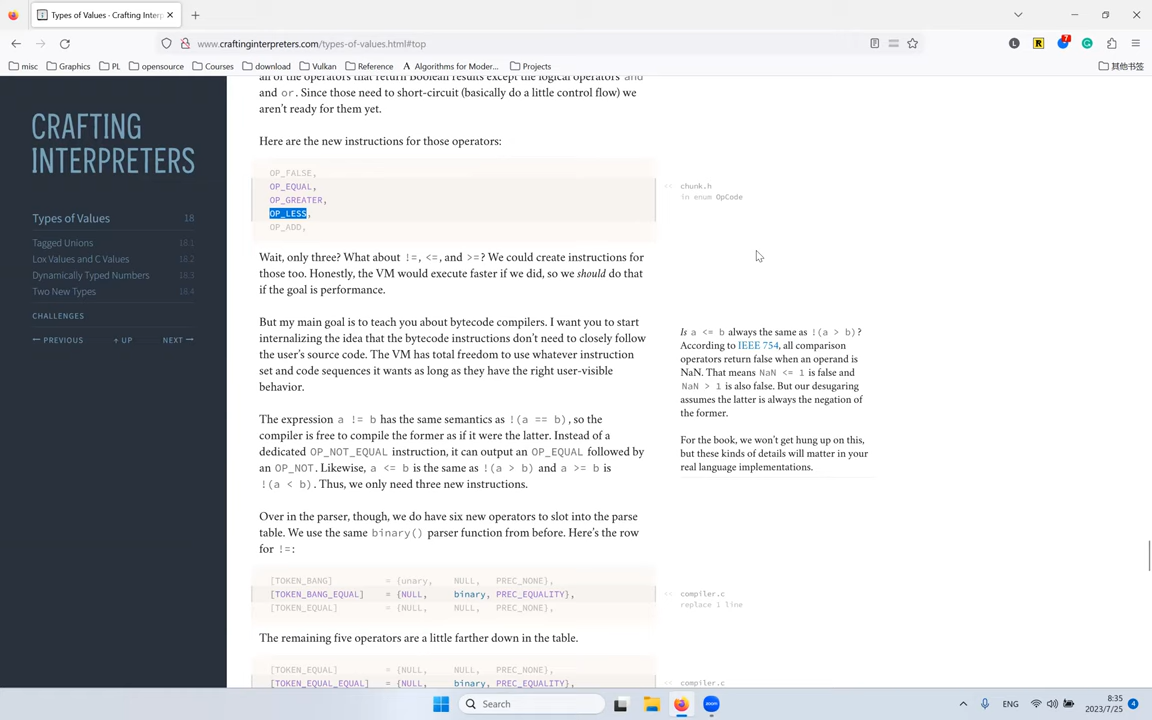 Types of Values - Crafting Interp
www.craftinginterpreters.com/types-of-values.html#top
misc Graphics PL opensource Courses download Vulkan Reference Algorithms for Moder... Projects 其他书签
CRAFTING
INTERPRETERS
Types of Values 18
Tagged Unions 18.1
Lox Values and C Values 18.2
Dynamically Typed Numbers 18.3
Two New Types 18.4
CHALLENGES
← PREVIOUS ↑ UP NEXT →
all of the operators that return Boolean results except the logical operators and
and or. Since those need to short-circuit (basically do a little control flow) we
aren't ready for them yet.
Here are the new instructions for those operators:
OP_FALSE,
OP_EQUAL,
OP_GREATER,
OP_LESS,
OP_ADD,
<< chunk.h
in enum OpCode
Wait, only three? What about !=, <=, and >=? We could create instructions for
those too. Honestly, the VM would execute faster if we did, so we should do that
if the goal is performance.
But my main goal is to teach you about bytecode compilers. I want you to start
internalizing the idea that the bytecode instructions don't need to closely follow
the user's source code. The VM has total freedom to use whatever instruction
set and code sequences it wants as long as they have the right user-visible
behavior.
Is a <= b always the same as !(a > b)?
According to IEEE 754, all comparison
operators return false when an operand is
NaN. That means NaN <= 1 is false and
NaN > 1 is also false. But our desugaring
assumes the latter is always the negation of
the former.
For the book, we won't get hung up on this,
but these kinds of details will matter in your
real language implementations.
The expression a != b has the same semantics as !(a == b), so the
compiler is free to compile the former as if it were the latter. Instead of a
dedicated OP_NOT_EQUAL instruction, it can output an OP_EQUAL followed by
an OP_NOT. Likewise, a <= b is the same as !(a > b) and a >= b is
!(a < b). Thus, we only need three new instructions.
Over in the parser, though, we do have six new operators to slot into the parse
table. We use the same binary() parser function from before. Here's the row
for !=:
[TOKEN_BANG] = {unary, NULL, PREC_NONE},
[TOKEN_BANG_EQUAL] = {NULL, binary, PREC_EQUALITY},
[TOKEN_EQUAL] = {NULL, NULL, PREC_NONE},
<< compiler.c
replace 1 line
The remaining five operators are a little farther down in the table.
[TOKEN_EQUAL] = {NULL, NULL, PREC_NONE},
[TOKEN_EQUAL_EQUAL] = {NULL, binary, PREC_EQUALITY},
<< compiler.c
Search
ENG
8:35
2023/7/25
4
7
L
R
zoom